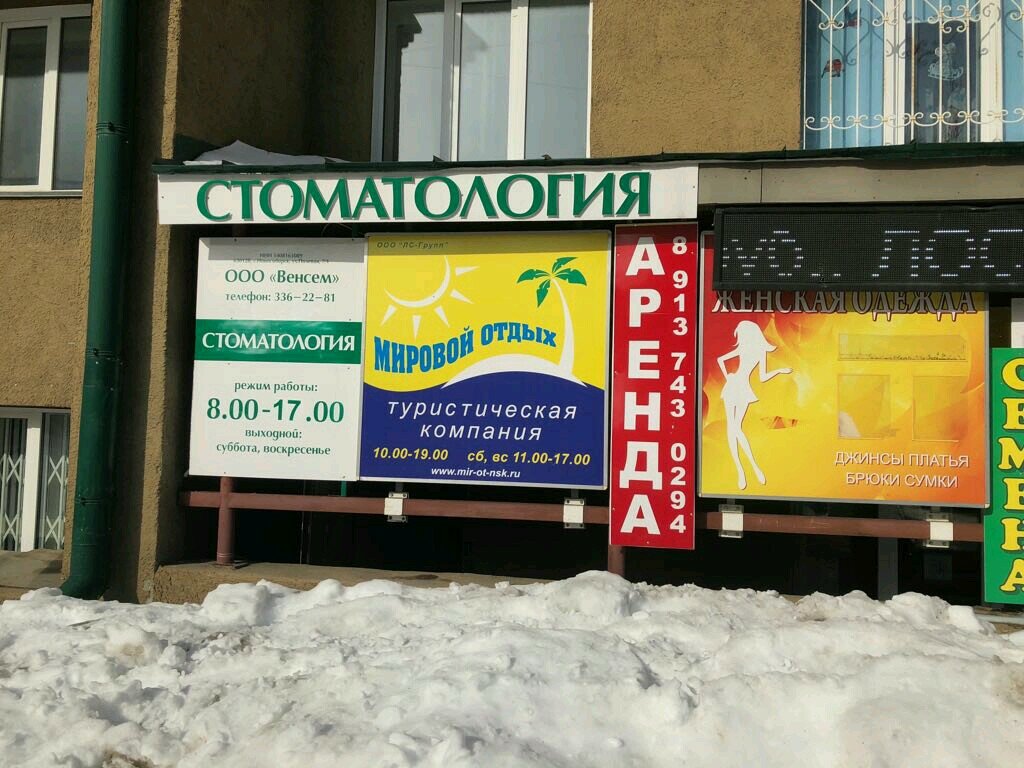 СТОМАТОЛОГИЯ
ООО «Венсем»
телефон: 336-22-81
СТОМАТОЛОГИЯ
режим работы:
8.00-17.00
выходной:
суббота, воскресенье
ООО "ЛС-Групп"
МИРОВОЙ ОТДЫХ
туристическая
компания
10.00-19.00 сб, вс 11.00-17.00
www.mir-ot-nsk.ru
АРЕНДА
8 913 743 0294
ЖЕНСКАЯ ОДЕЖДА
ДЖИНСЫ ПЛАТЬЯ
БРЮКИ СУМКИ
СЕМЕНА